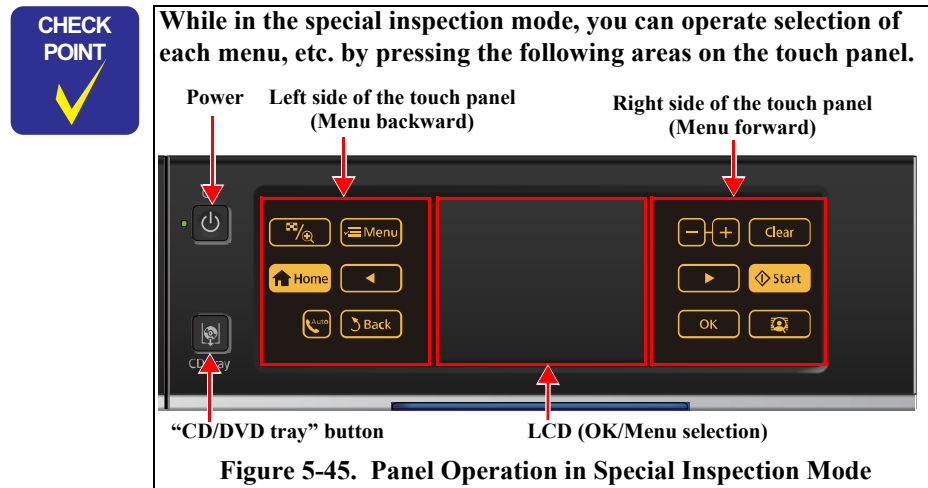 CHECK
POINT
While in the special inspection mode, you can operate selection of
each menu, etc. by pressing the following areas on the touch panel.
Power
Left side of the touch panel
(Menu backward)
Right side of the touch panel
(Menu forward)
Menu
Home
Auto
Back
Clear
Start
OK
CD tray
“CD/DVD tray” button
LCD (OK/Menu selection)
Figure 5-45. Panel Operation in Special Inspection Mode